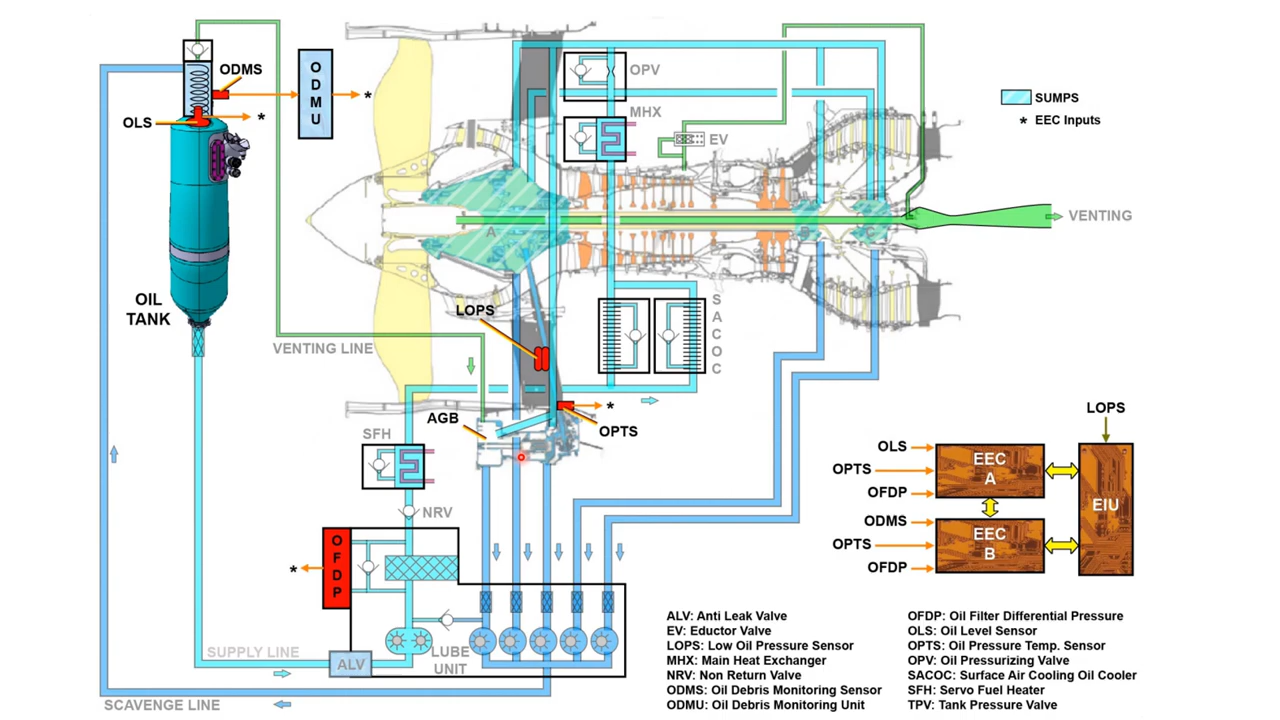 ODMS
OLS
*
O
D
M
U
*
OPV
MHX
EV
SUMPS
* EEC Inputs
A
B
C
VENTING
OIL
TANK
VENTING LINE
LOPS
S
A
C
O
C
AGB
*
OPTS
SFH
NRV
O
F
D
P
*
SUPPLY LINE
ALV
LUBE
UNIT
SCAVENGE LINE
LOPS
OLS
OPTS
OFDP
EEC
A
EIU
ODMS
OPTS
OFDP
EEC
B
ALV: Anti Leak Valve
EV: Eductor Valve
LOPS: Low Oil Pressure Sensor
MHX: Main Heat Exchanger
NRV: Non Return Valve
ODMS: Oil Debris Monitoring Sensor
ODMU: Oil Debris Monitoring Unit
OFDP: Oil Filter Differential Pressure
OLS: Oil Level Sensor
OPTS: Oil Pressure Temp. Sensor
OPV: Oil Pressurizing Valve
SACOC: Surface Air Cooling Oil Cooler
SFH: Servo Fuel Heater
TPV: Tank Pressure Valve